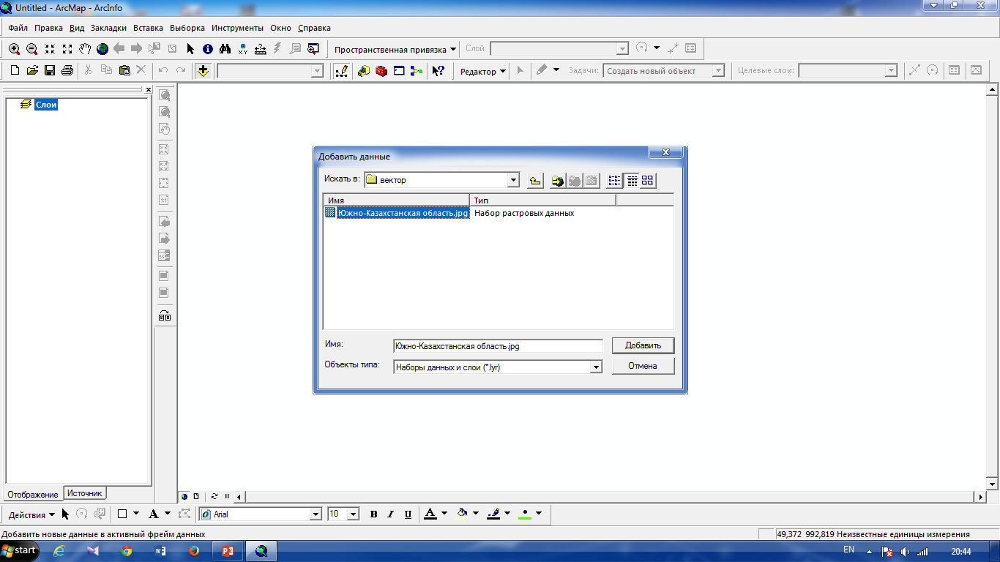 Untitled - ArcMap - ArcInfo
Файл Правка Вид Закладки Вставка Выборка Инструменты Окно Справка
Пространственная привязка Слой:
Редактор Задачи: Создать новый объект Целевые слои:
Слои
Добавить данные
Искать в: вектор
Имя Тип
Южно-Казахстанская область.jpg Набор растровых данных
Имя: Южно-Казахстанская область.jpg Добавить
Объекты типа: Наборы данных и слои (*.lyr) Отмена
Отображение Источник
Действия A Arial 10 B I U A
Добавить новые данные в активный фрейм данных 49,372 992,819 Неизвестные единицы измерения
start EN 20:44